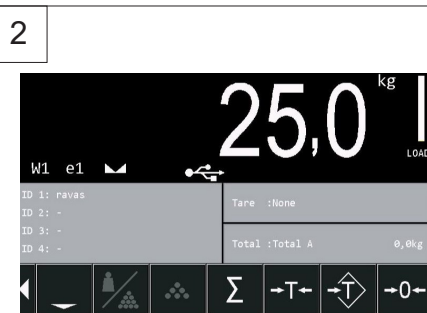 2
25,0 kg
LOAD
W1 e1
ID 1: ravas
ID 2: -
ID 3: -
ID 4: -
Tare :None
Total :Total A 0,0kg
Σ →T← →T← →0←